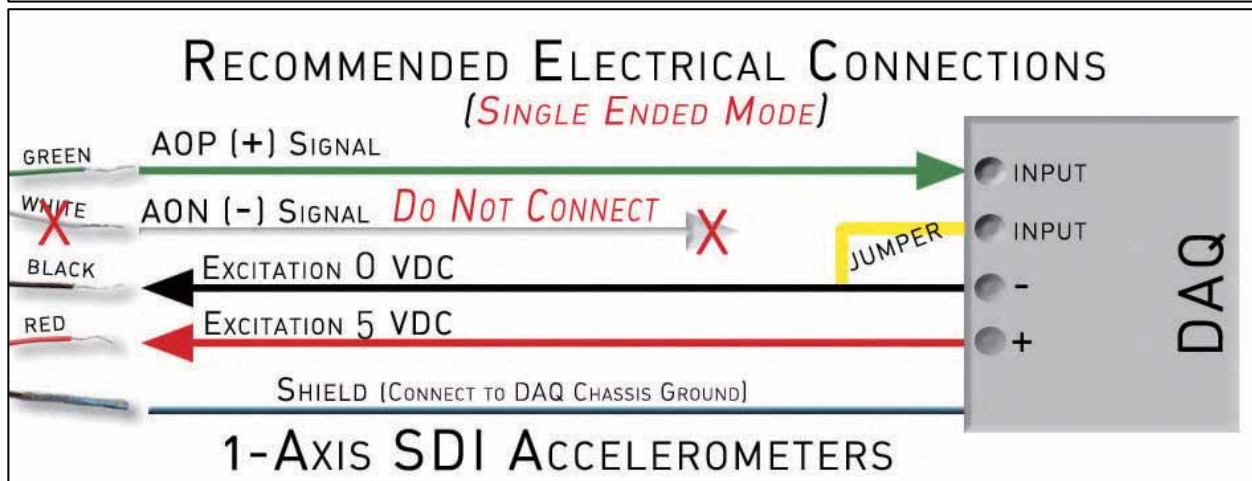 RECOMMENDED ELECTRICAL CONNECTIONS
(SINGLE ENDED MODE)
GREEN
AOP (+) SIGNAL
INPUT
WHITE
AON (-) SIGNAL
DO NOT CONNECT
X
X
JUMPER
INPUT
BLACK
EXCITATION 0 VDC
-
RED
EXCITATION 5 VDC
+
DAQ
SHIELD (CONNECT TO DAQ CHASSIS GROUND)
1-AXIS SDI ACCELEROMETERS